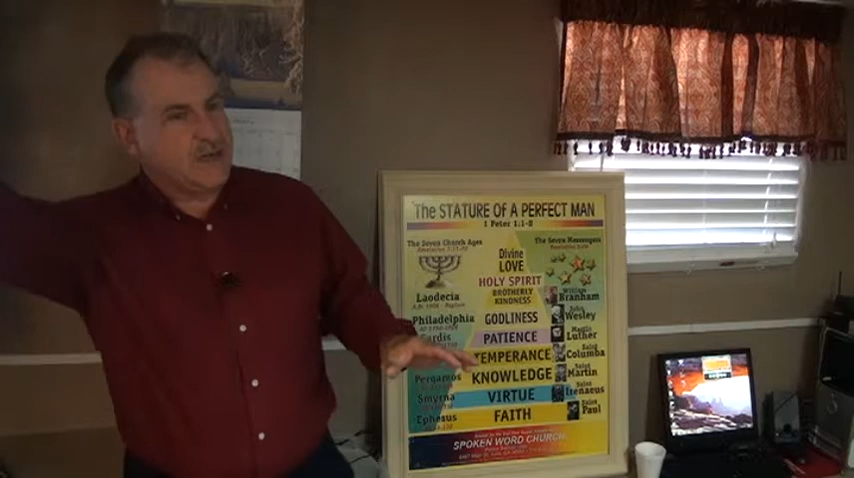 The STATURE OF A PERFECT MAN
1 Peter 1:1-8
The Seven Church Ages
The Seven Messengers
Divine
LOVE
HOLY SPIRIT
BROTHERLY
KINDNESS
Laodecia
William
Branham
Philadelphia
GODLINESS
John
Wesley
Sardis
PATIENCE
Martin
Luther
TEMPERANCE
Saint
Columba
Pergamos
KNOWLEDGE
Saint
Martin
Smyrna
VIRTUE
Saint
Irenaeus
Ephesus
FAITH
Saint
Paul
SPOKEN WORD CHURCH